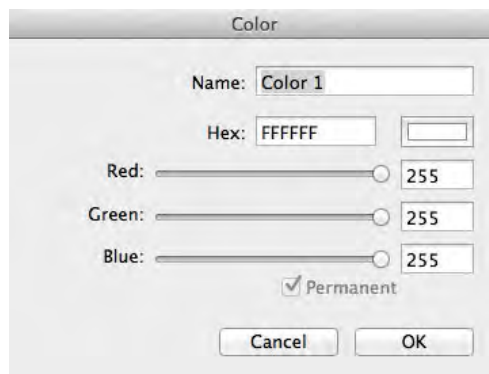 Color
Name: Color 1
Hex: FFFFFF
Red: 255
Green: 255
Blue: 255
Permanent
Cancel OK